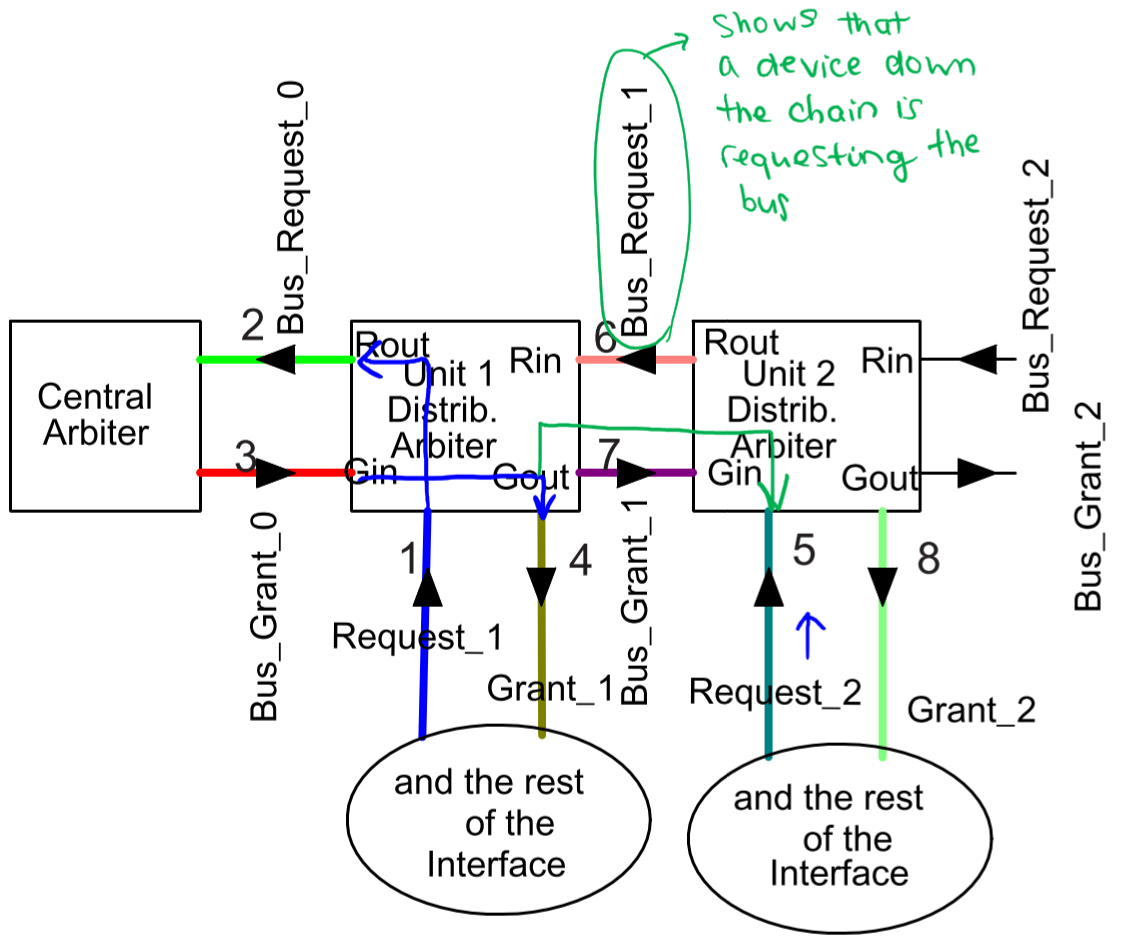 shows that
a device down
the chain is
requesting the
bus
Bus_Request_0
Bus_Request_1
Bus_Request_2
2
6
Central
Arbiter
Rout
Rin
Unit 1
Distrib.
Arbiter
Gin
Gout
Rout
Rin
Unit 2
Distrib.
Arbiter
Gin
Gout
3
7
Bus_Grant_0
Bus_Grant_1
Bus_Grant_2
1
4
5
8
Request_1
Grant_1
Request_2
Grant_2
and the rest
of the
Interface
and the rest
of the
Interface